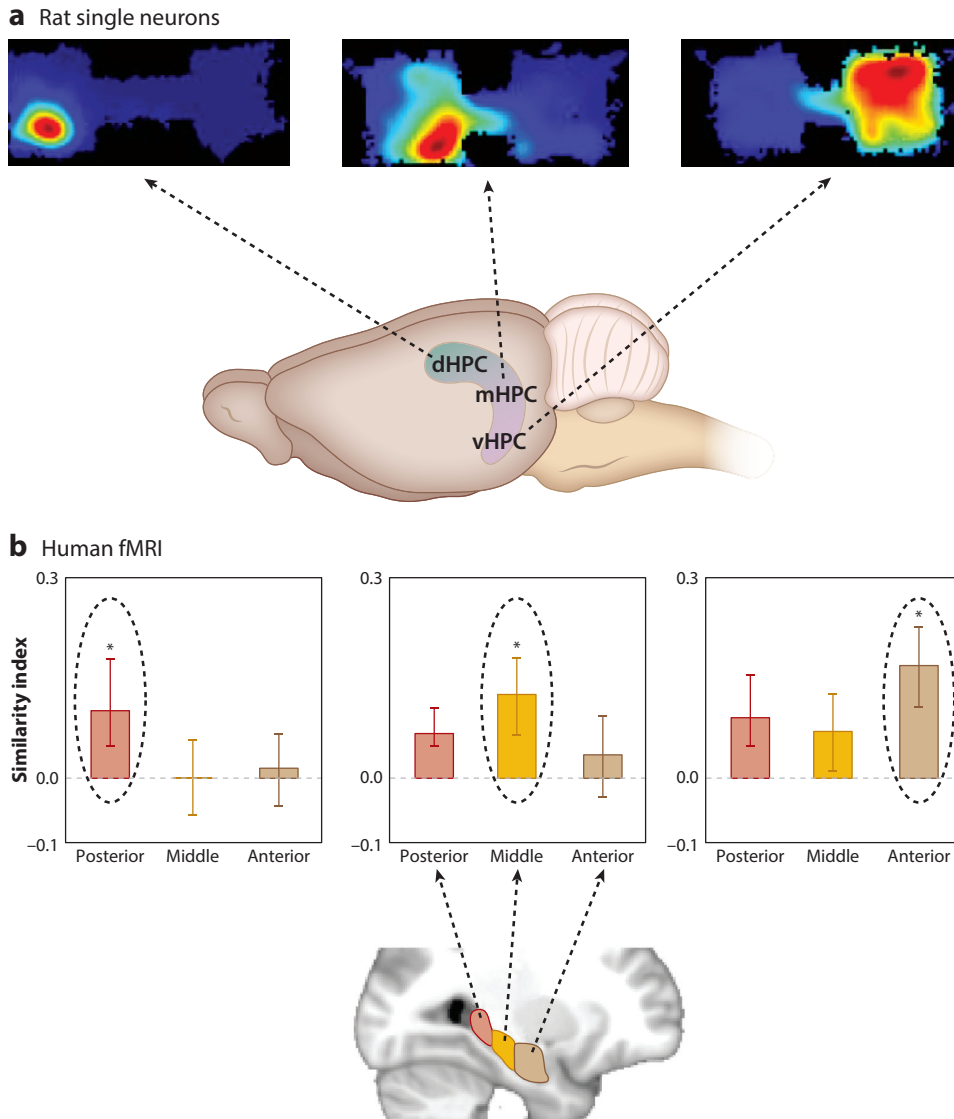 a Rat single neurons
dHPC
mHPC
vHPC
b Human fMRI
Similarity index
0.3
0.0
–0.1
*
Posterior Middle Anterior
0.3
0.0
–0.1
*
Posterior Middle Anterior
0.3
0.0
–0.1
*
Posterior Middle Anterior